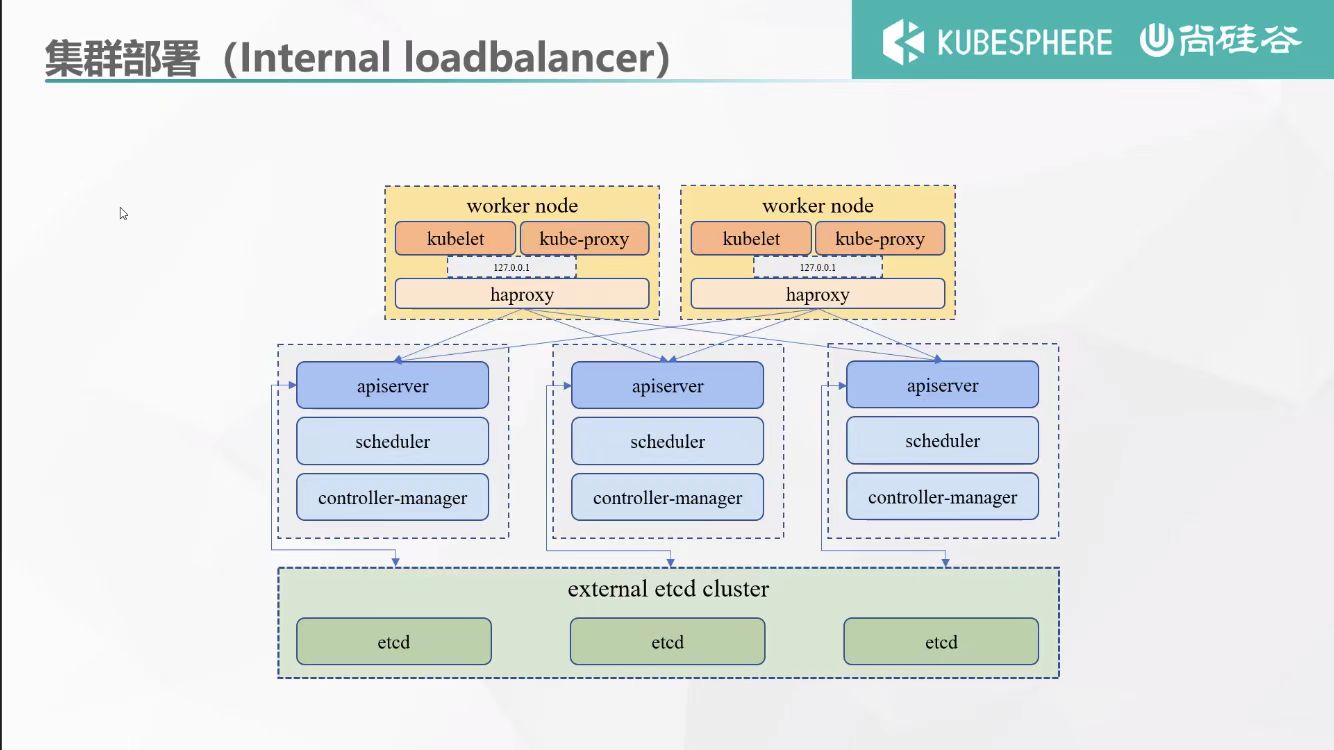 集群部署（Internal loadbalancer）
KUBESPHERE
尚硅谷
worker node
worker node
kubelet
kube-proxy
kubelet
kube-proxy
127.0.0.1
127.0.0.1
haproxy
haproxy
apiserver
apiserver
apiserver
scheduler
scheduler
scheduler
controller-manager
controller-manager
controller-manager
external etcd cluster
etcd
etcd
etcd